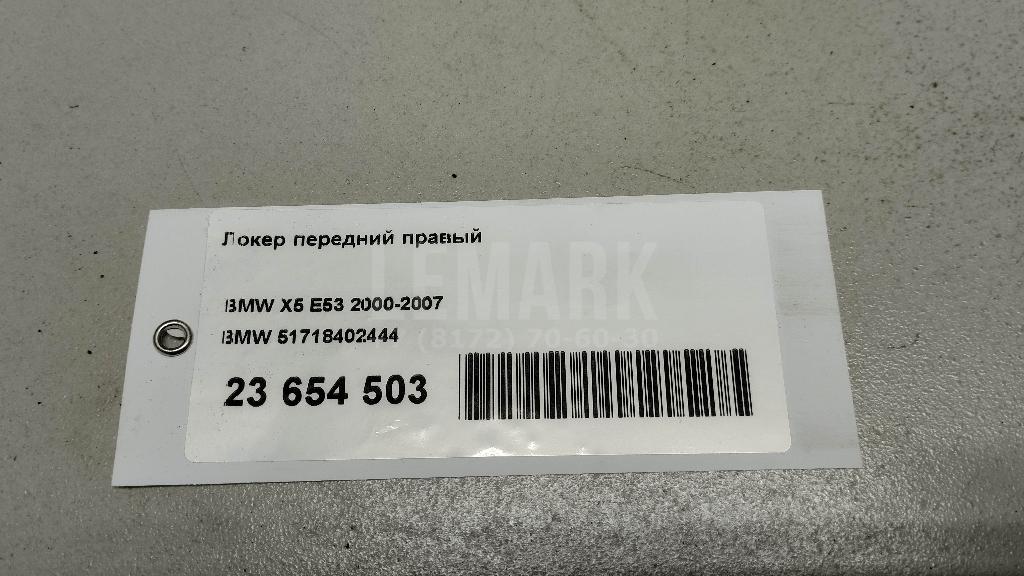 Локер передний правый
LEMARK
BMW X5 E53 2000-2007
BMW 51718402444
(8172) 70-60-30
23 654 503